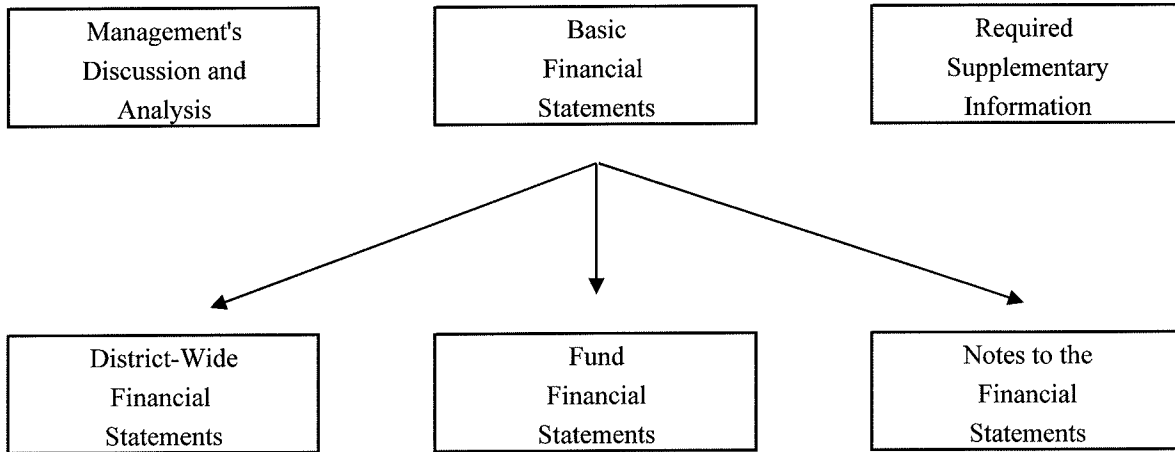 Management's
Discussion and
Analysis
Basic
Financial
Statements
Required
Supplementary
Information
District-Wide
Financial
Statements
Fund
Financial
Statements
Notes to the
Financial
Statements